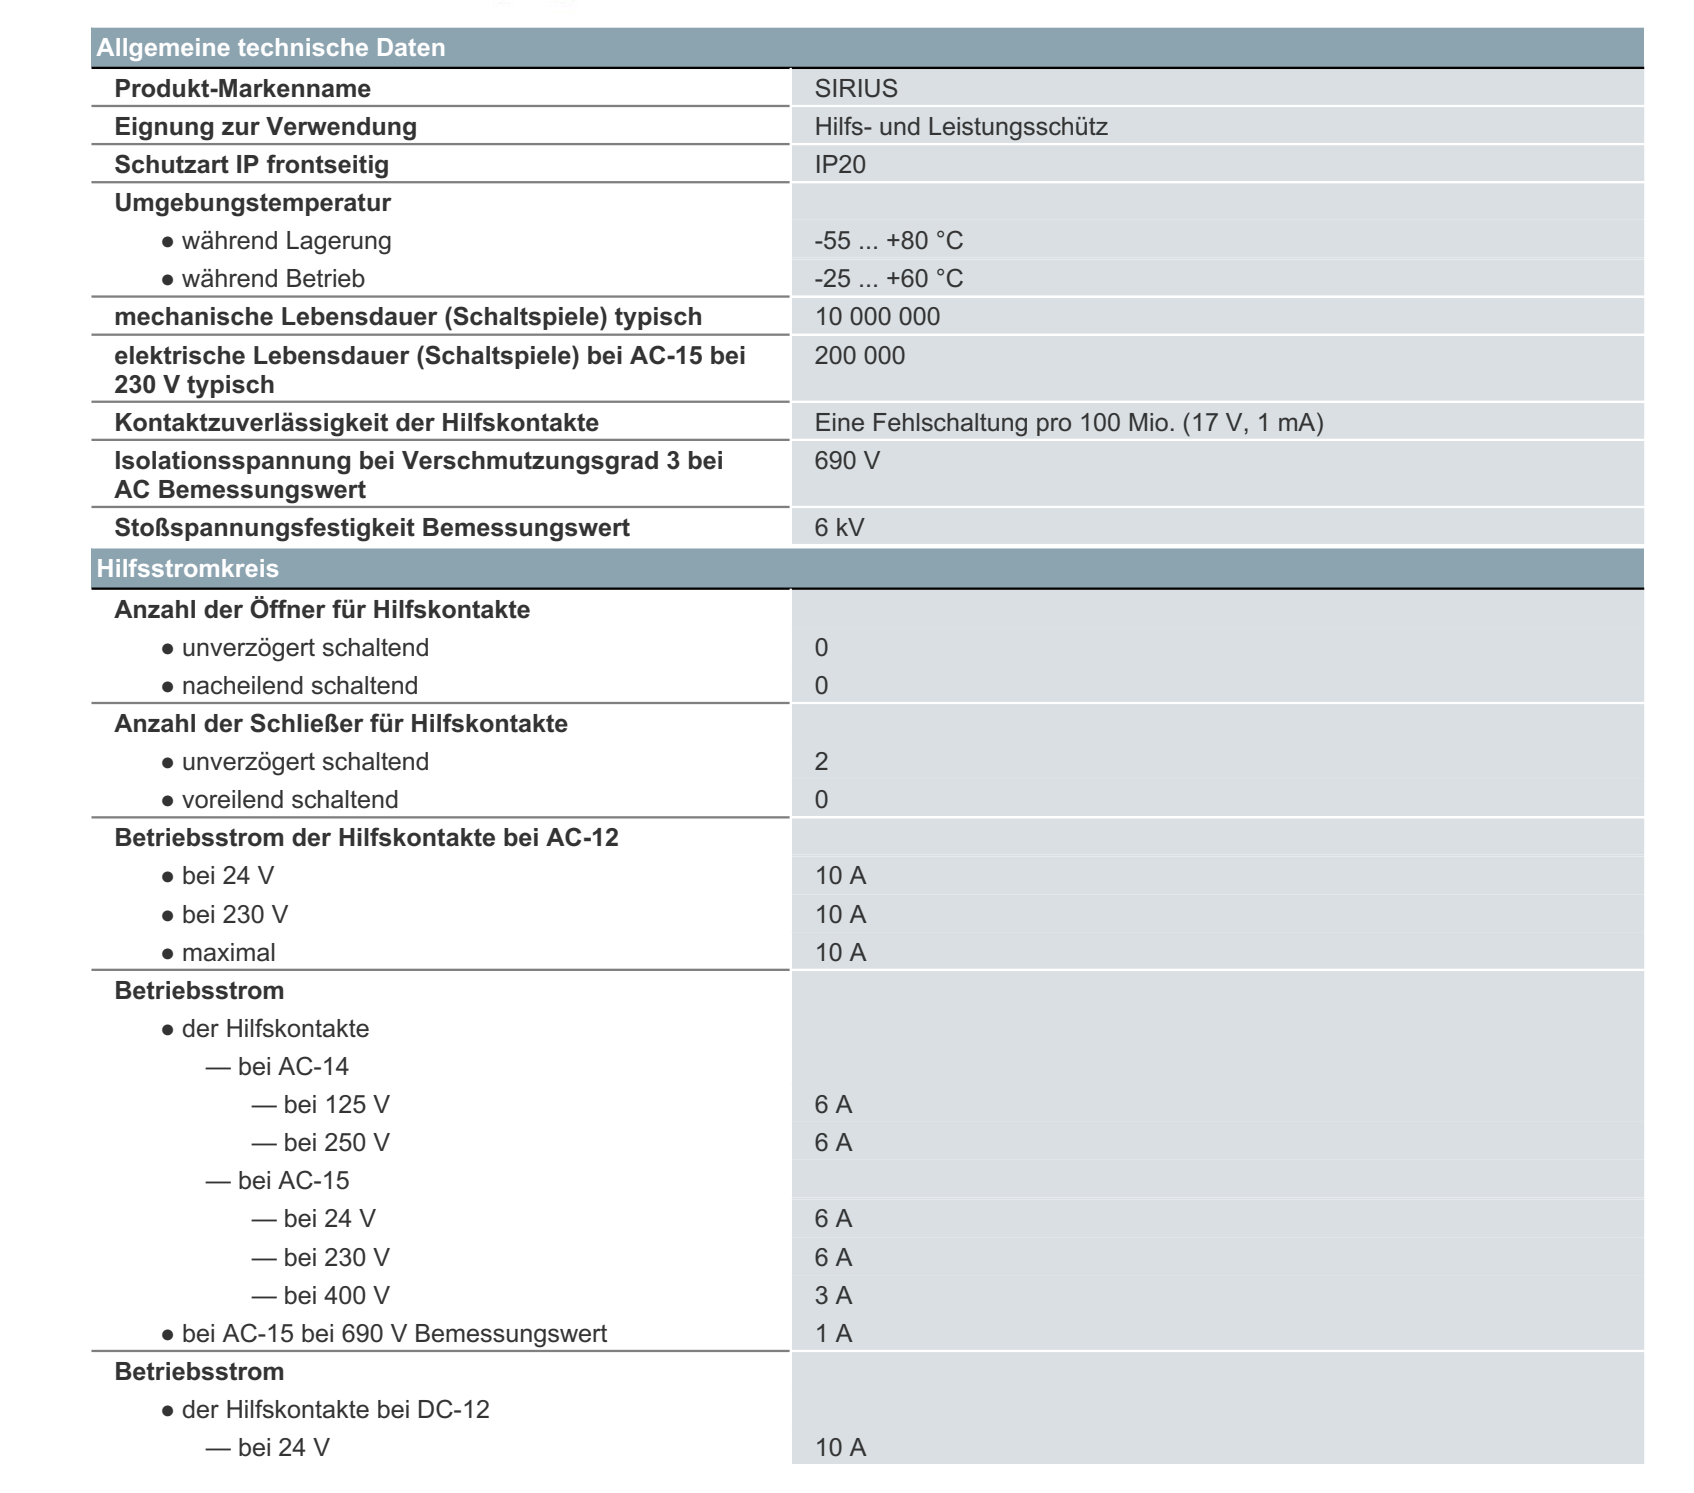 Allgemeine technische Daten
Produkt-Markenname SIRIUS
Eignung zur Verwendung Hilfs- und Leistungsschütz
Schutzart IP frontseitig IP20
Umgebungstemperatur
● während Lagerung -55 ... +80 °C
● während Betrieb -25 ... +60 °C
mechanische Lebensdauer (Schaltspiele) typisch 10 000 000
elektrische Lebensdauer (Schaltspiele) bei AC-15 bei 200 000
230 V typisch
Kontaktzuverlässigkeit der Hilfskontakte Eine Fehlschaltung pro 100 Mio. (17 V, 1 mA)
Isolationsspannung bei Verschmutzungsgrad 3 bei 690 V
AC Bemessungswert
Stoßspannungsfestigkeit Bemessungswert 6 kV
Hilfsstromkreis
Anzahl der Öffner für Hilfskontakte
● unverzögert schaltend 0
● nacheilend schaltend 0
Anzahl der Schließer für Hilfskontakte
● unverzögert schaltend 2
● voreilend schaltend 0
Betriebsstrom der Hilfskontakte bei AC-12
● bei 24 V 10 A
● bei 230 V 10 A
● maximal 10 A
Betriebsstrom
● der Hilfskontakte
— bei AC-14
— bei 125 V 6 A
— bei 250 V 6 A
— bei AC-15
— bei 24 V 6 A
— bei 230 V 6 A
— bei 400 V 3 A
● bei AC-15 bei 690 V Bemessungswert 1 A
Betriebsstrom
● der Hilfskontakte bei DC-12
— bei 24 V 10 A